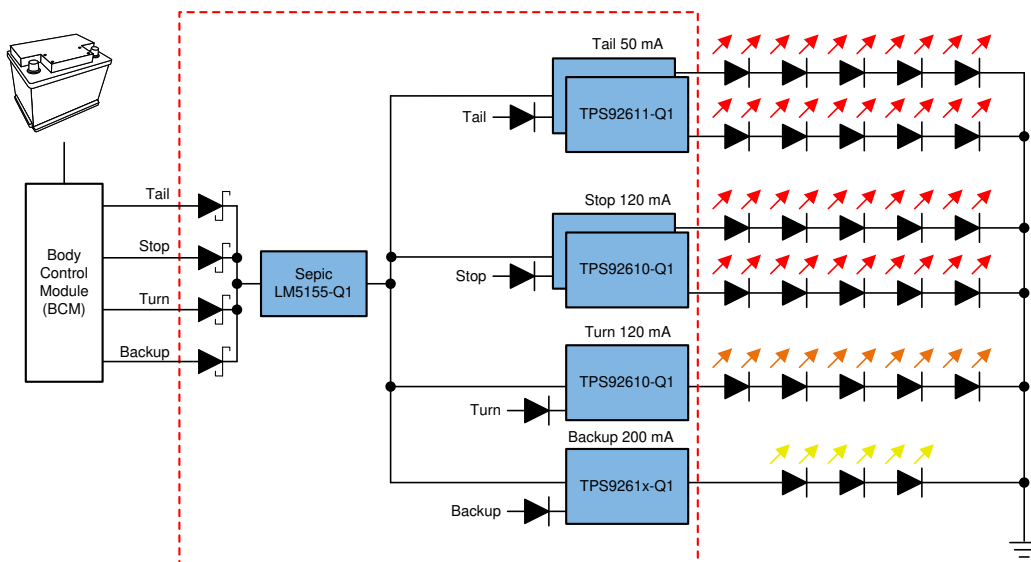 Tail 50 mA
TPS92611-Q1
Tail
Tail
Stop
Turn
Backup
Body
Control
Module
(BCM)
Sepic
LM5155-Q1
Stop 120 mA
TPS92610-Q1
Stop
Turn 120 mA
TPS92610-Q1
Turn
Backup 200 mA
TPS9261x-Q1
Backup